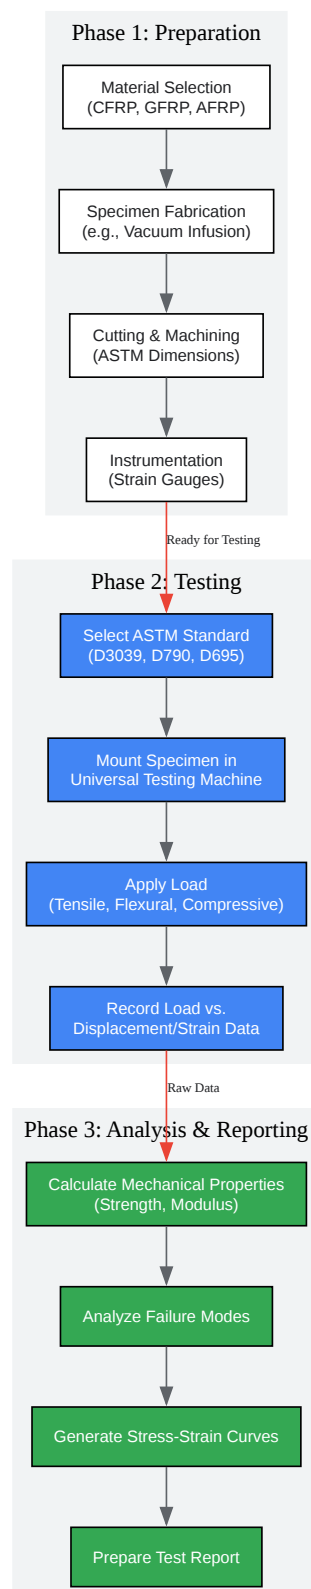 Phase 1: Preparation
Material Selection
(CFRP, GFRP, AFRP)
Specimen Fabrication
(e.g., Vacuum Infusion)
Cutting & Machining
(ASTM Dimensions)
Instrumentation
(Strain Gauges)
Ready for Testing
Phase 2: Testing
Select ASTM Standard
(D3039, D790, D695)
Mount Specimen in
Universal Testing Machine
Apply Load
(Tensile, Flexural, Compressive)
Record Load vs.
Displacement/Strain Data
Raw Data
Phase 3: Analysis & Reporting
Calculate Mechanical Properties
(Strength, Modulus)
Analyze Failure Modes
Generate Stress-Strain Curves
Prepare Test Report